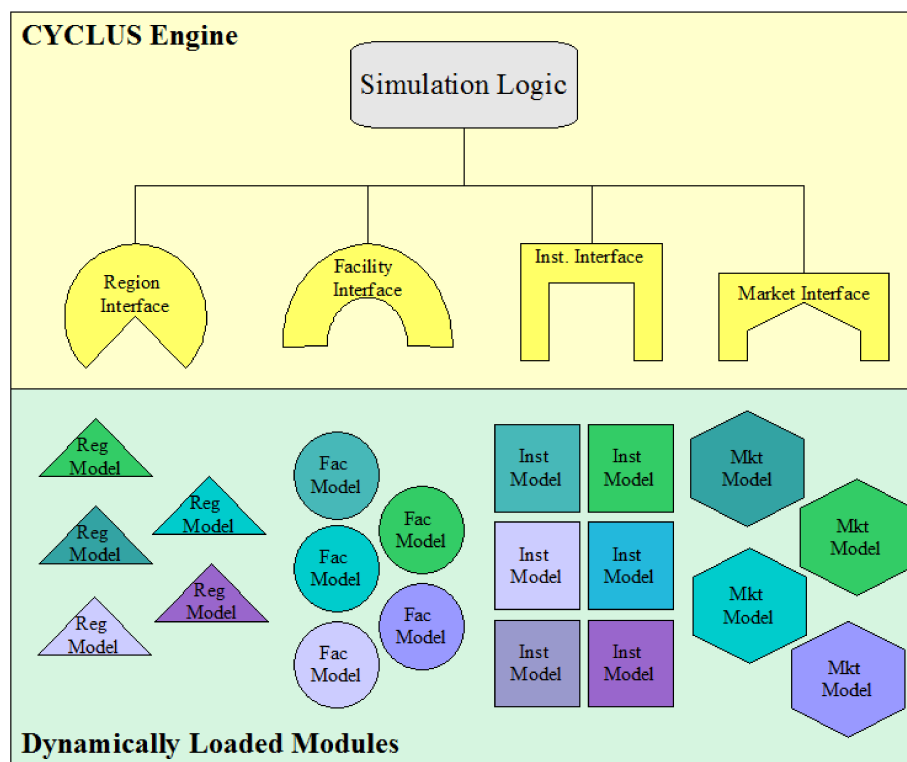 CYCLUS Engine
Simulation Logic
Region
Interface
Facility
Interface
Inst. Interface
Market Interface
Reg
Model
Reg
Model
Reg
Model
Reg
Model
Reg
Model
Fac
Model
Fac
Model
Fac
Model
Fac
Model
Fac
Model
Inst
Model
Inst
Model
Inst
Model
Inst
Model
Inst
Model
Inst
Model
Mkt
Model
Mkt
Model
Mkt
Model
Mkt
Model
Dynamically Loaded Modules